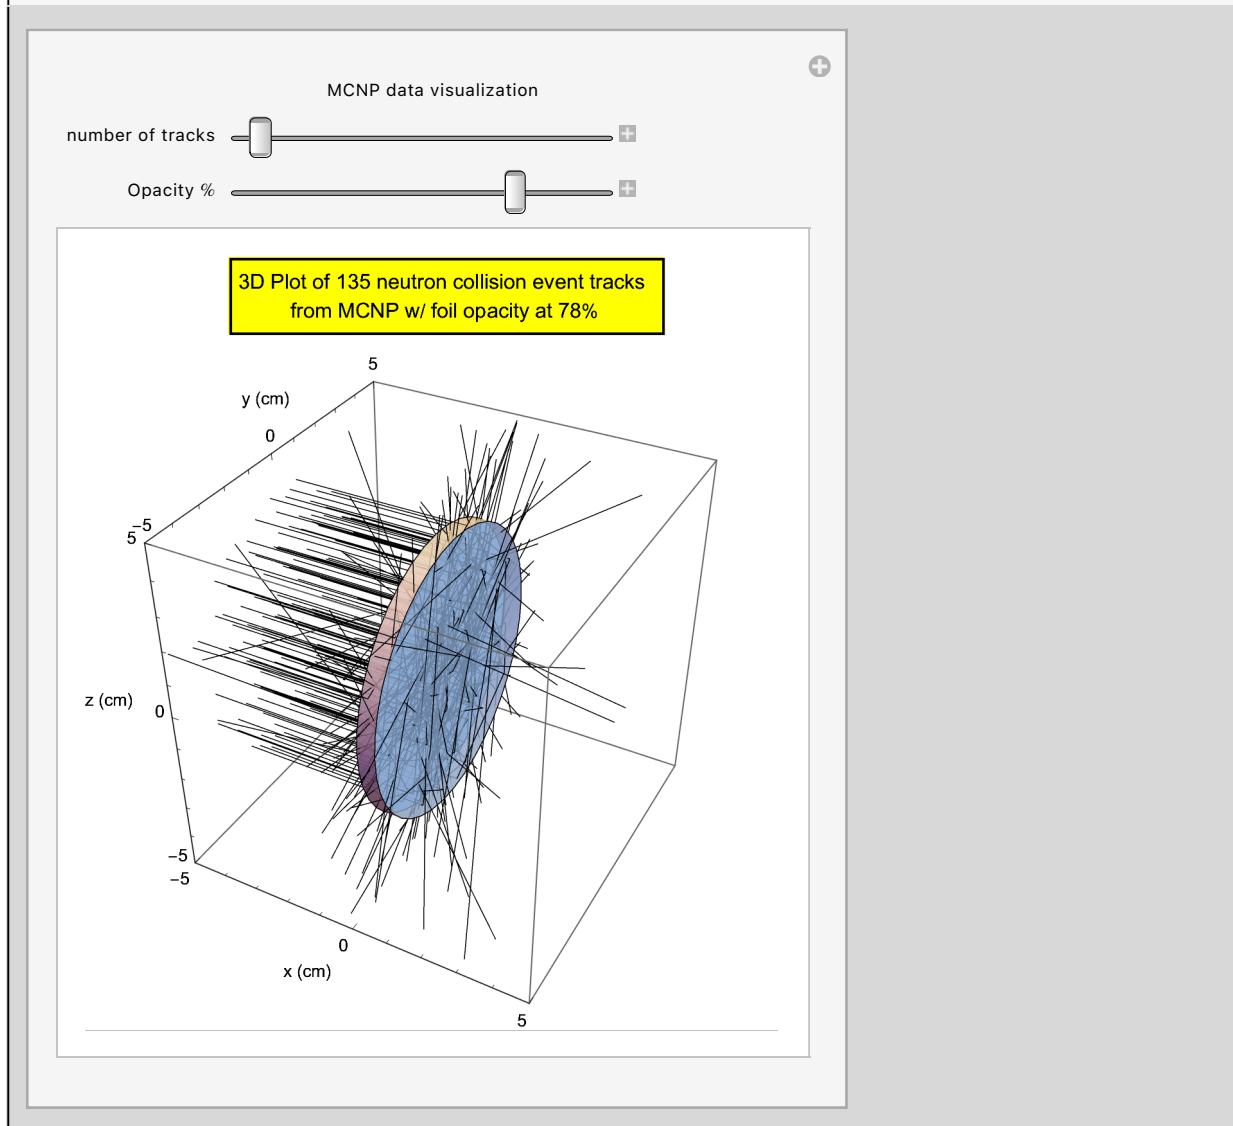 MCNP data visualization
number of tracks
Opacity %
3D Plot of 135 neutron collision event tracks
from MCNP w/ foil opacity at 78%
5
y (cm)
0
−5
5
z (cm)
0
−5
−5
0
x (cm)
5